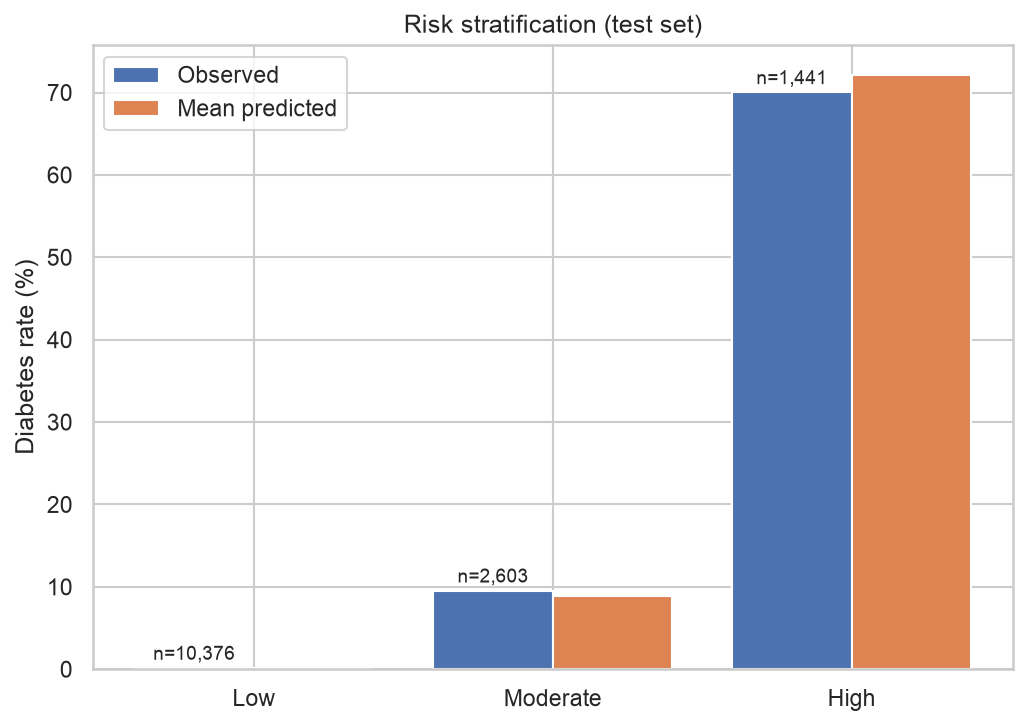 Risk stratification (test set)
Observed
Mean predicted
Diabetes rate (%)
70
60
50
40
30
20
10
0
n=10,376
n=2,603
n=1,441
Low
Moderate
High